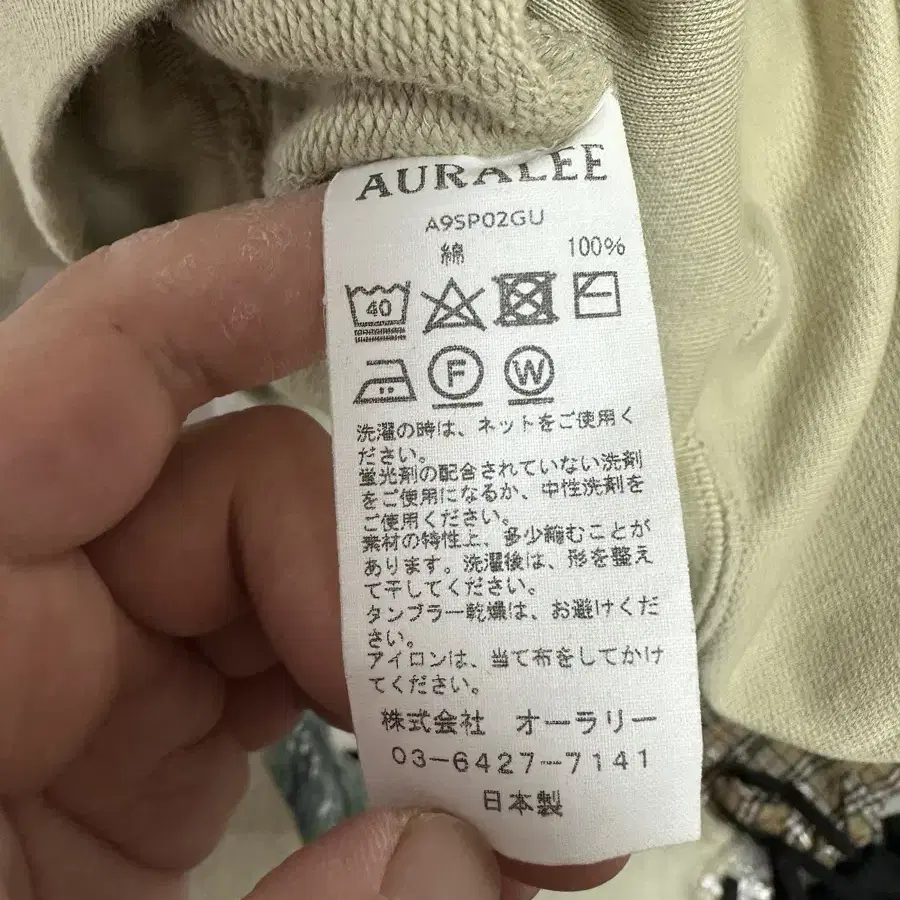 AURALEE
A9SP02GU
綿 100%
40
F W
洗濯の時は、ネットをご使用く
ださい。
蛍光剤の配合されていない洗剤
をご使用になるか、中性洗剤を
ご使用ください。
素材の特性上、多少縮むことが
あります。洗濯後は、形を整え
て干してください。
タンブラー乾燥は、お避けくだ
さい。
アイロンは、当て布をしてかけ
てください。
株式会社 オーラリー
03-6427-7141
日本製